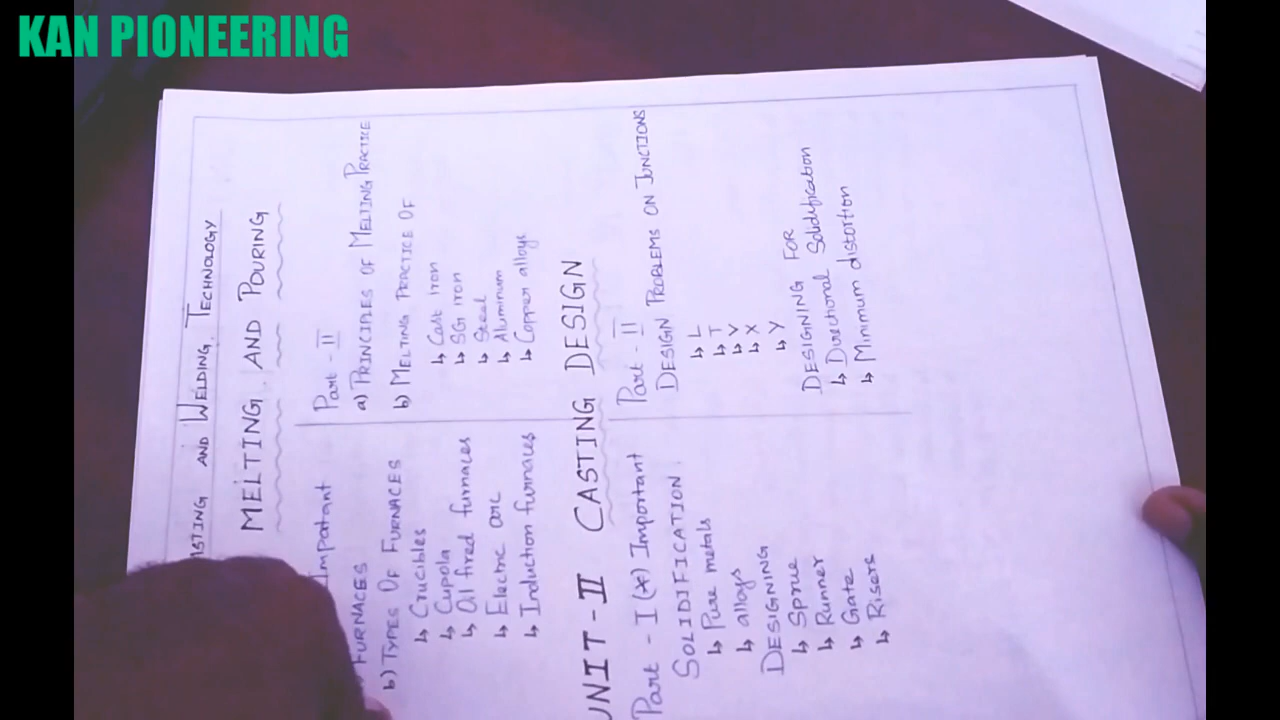 KAN PIONEERING
ASTING AND WELDING TECHNOLOGY
MELTING AND POURING
Impotant
FURNACES
b) TYPES OF FURNACES
↳ Crucibles
↳ Cupola
↳ Oil fired furnaces
↳ Electric arc
↳ Induction furnaces
Part - II
a) PRINCIPLES OF MELTING PRACTICE
b) MELTING PRACTICE OF
↳ Cast iron
↳ SG iron
↳ Steel
↳ Aluminum
↳ Copper alloys
UNIT - II CASTING DESIGN
Part - I (*) Important
SOLIDIFICATION
↳ Pure metals
↳ alloys
DESIGNING
↳ Sprue
↳ Runner
↳ Gate
↳ Risers
Part - II
DESIGN PROBLEMS ON JUNCTIONS
↳ L
↳ T
↳ V
↳ X
↳ Y
DESIGNING FOR
↳ Directional Solidification
↳ Minimum distortion